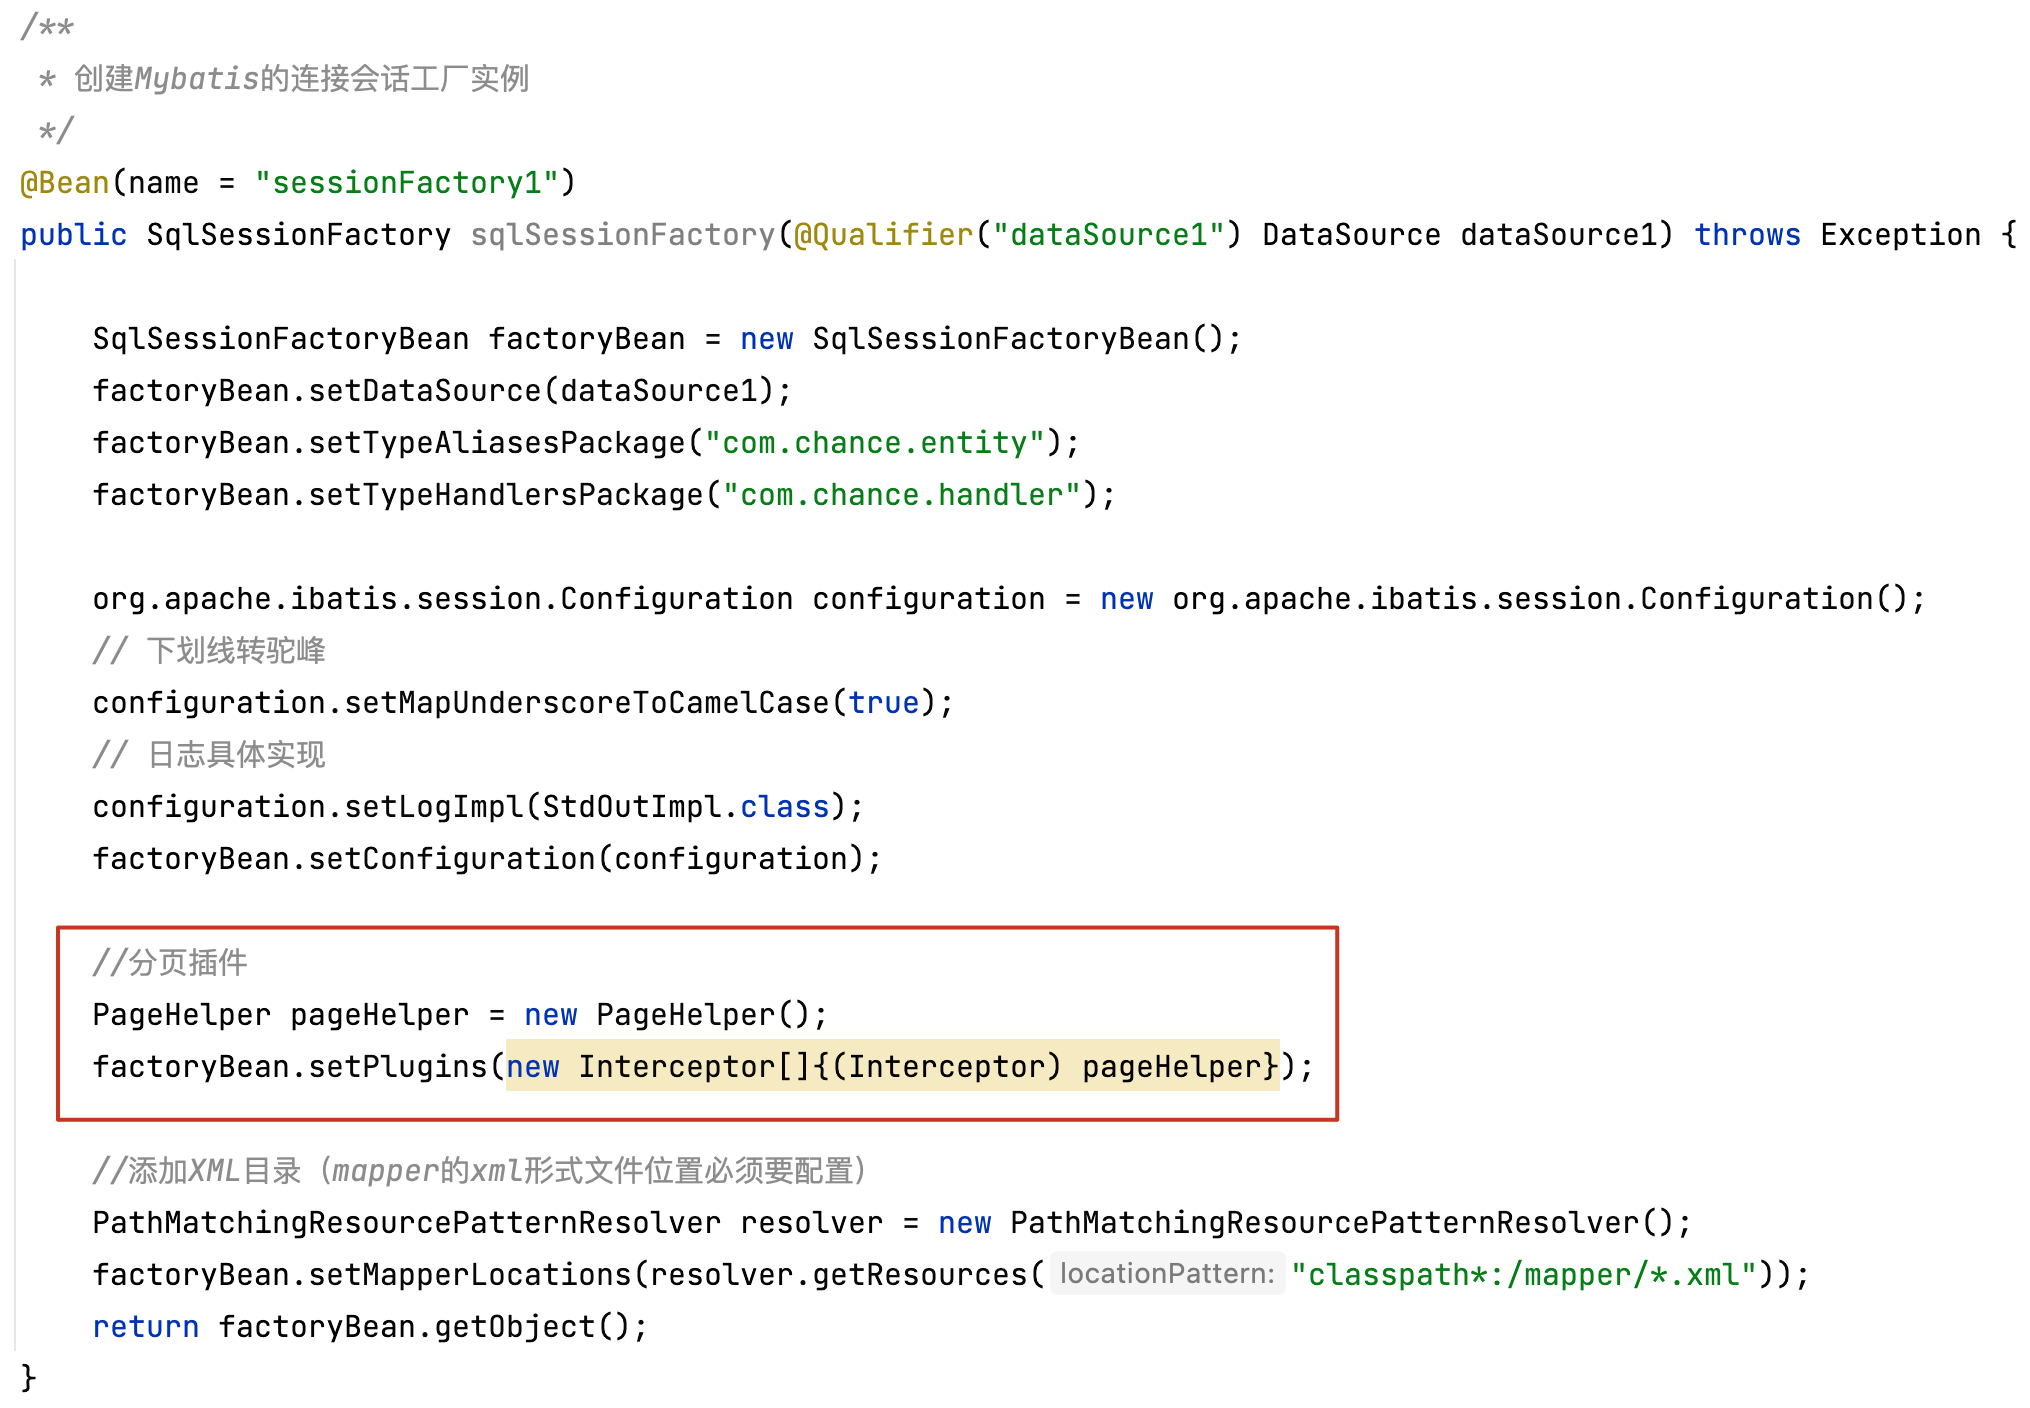 /**
 * 创建Mybatis的连接会话工厂实例
 */
@Bean(name = "sessionFactory1")
public SqlSessionFactory sqlSessionFactory(@Qualifier("dataSource1") DataSource dataSource1) throws Exception {
SqlSessionFactoryBean factoryBean = new SqlSessionFactoryBean();
factoryBean.setDataSource(dataSource1);
factoryBean.setTypeAliasesPackage("com.chance.entity");
factoryBean.setTypeHandlersPackage("com.chance.handler");
org.apache.ibatis.session.Configuration configuration = new org.apache.ibatis.session.Configuration();
// 下划线转驼峰
configuration.setMapUnderscoreToCamelCase(true);
// 日志具体实现
configuration.setLogImpl(StdOutImpl.class);
factoryBean.setConfiguration(configuration);
//分页插件
PageHelper pageHelper = new PageHelper();
factoryBean.setPlugins(new Interceptor[]{(Interceptor) pageHelper});
//添加XML目录（mapper的xml形式文件位置必须要配置）
PathMatchingResourcePatternResolver resolver = new PathMatchingResourcePatternResolver();
factoryBean.setMapperLocations(resolver.getResources( locationPattern: "classpath*:/mapper/*.xml"));
return factoryBean.getObject();
}